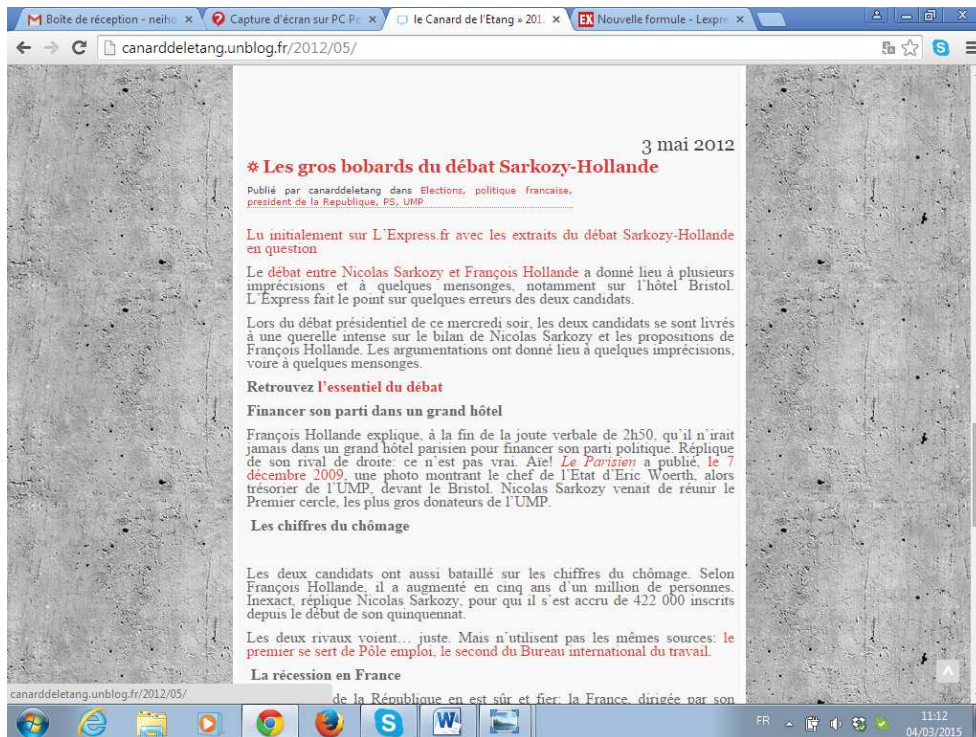 Boîte de réception - neiho
Capture d'écran sur PC Po
le Canard de l'Etang » 201
Nouvelle formule - Lexpre
canarddeletang.unblog.fr/2012/05/
3 mai 2012
Les gros bobards du débat Sarkozy-Hollande
Publié par canarddeletang dans Elections, politique francaise,
president de la Republique, PS, UMP
Lu initialement sur L'Express.fr avec les extraits du débat Sarkozy-Hollande
en question
Le débat entre Nicolas Sarkozy et François Hollande a donné lieu à plusieurs
imprécisions et à quelques mensonges, notamment sur l'hôtel Bristol.
L'Express fait le point sur quelques erreurs des deux candidats.
Lors du débat présidentiel de ce mercredi soir, les deux candidats se sont livrés
à une querelle intense sur le bilan de Nicolas Sarkozy et les propositions de
François Hollande. Les argumentations ont donné lieu à quelques imprécisions,
voire à quelques mensonges.
Retrouvez l'essentiel du débat
Financer son parti dans un grand hôtel
François Hollande explique, à la fin de la joute verbale de 2h50, qu'il n'irait
jamais dans un grand hôtel parisien pour financer son parti politique. Réplique
de son rival de droite: ce n'est pas vrai. Aïe! Le Parisien a publié, le 7
décembre 2009, une photo montrant le chef de l'Etat d'Eric Woerth, alors
trésorier de l'UMP, devant le Bristol. Nicolas Sarkozy venait de réunir le
Premier cercle, les plus gros donateurs de l'UMP.
Les chiffres du chômage
Les deux candidats ont aussi bataillé sur les chiffres du chômage. Selon
François Hollande, il a augmenté en cinq ans d'un million de personnes.
Inexact, réplique Nicolas Sarkozy, pour qui il s'est accru de 422 000 inscrits
depuis le début de son quinquennat.
Les deux rivaux voient... juste. Mais n'utilisent pas les mêmes sources: le
premier se sert de Pôle emploi, le second du Bureau international du travail.
La récession en France
de la République en est sûr et fier: la France, dirigée par son
canarddeletang.unblog.fr/2012/05/
FR
11:12
04/03/2015